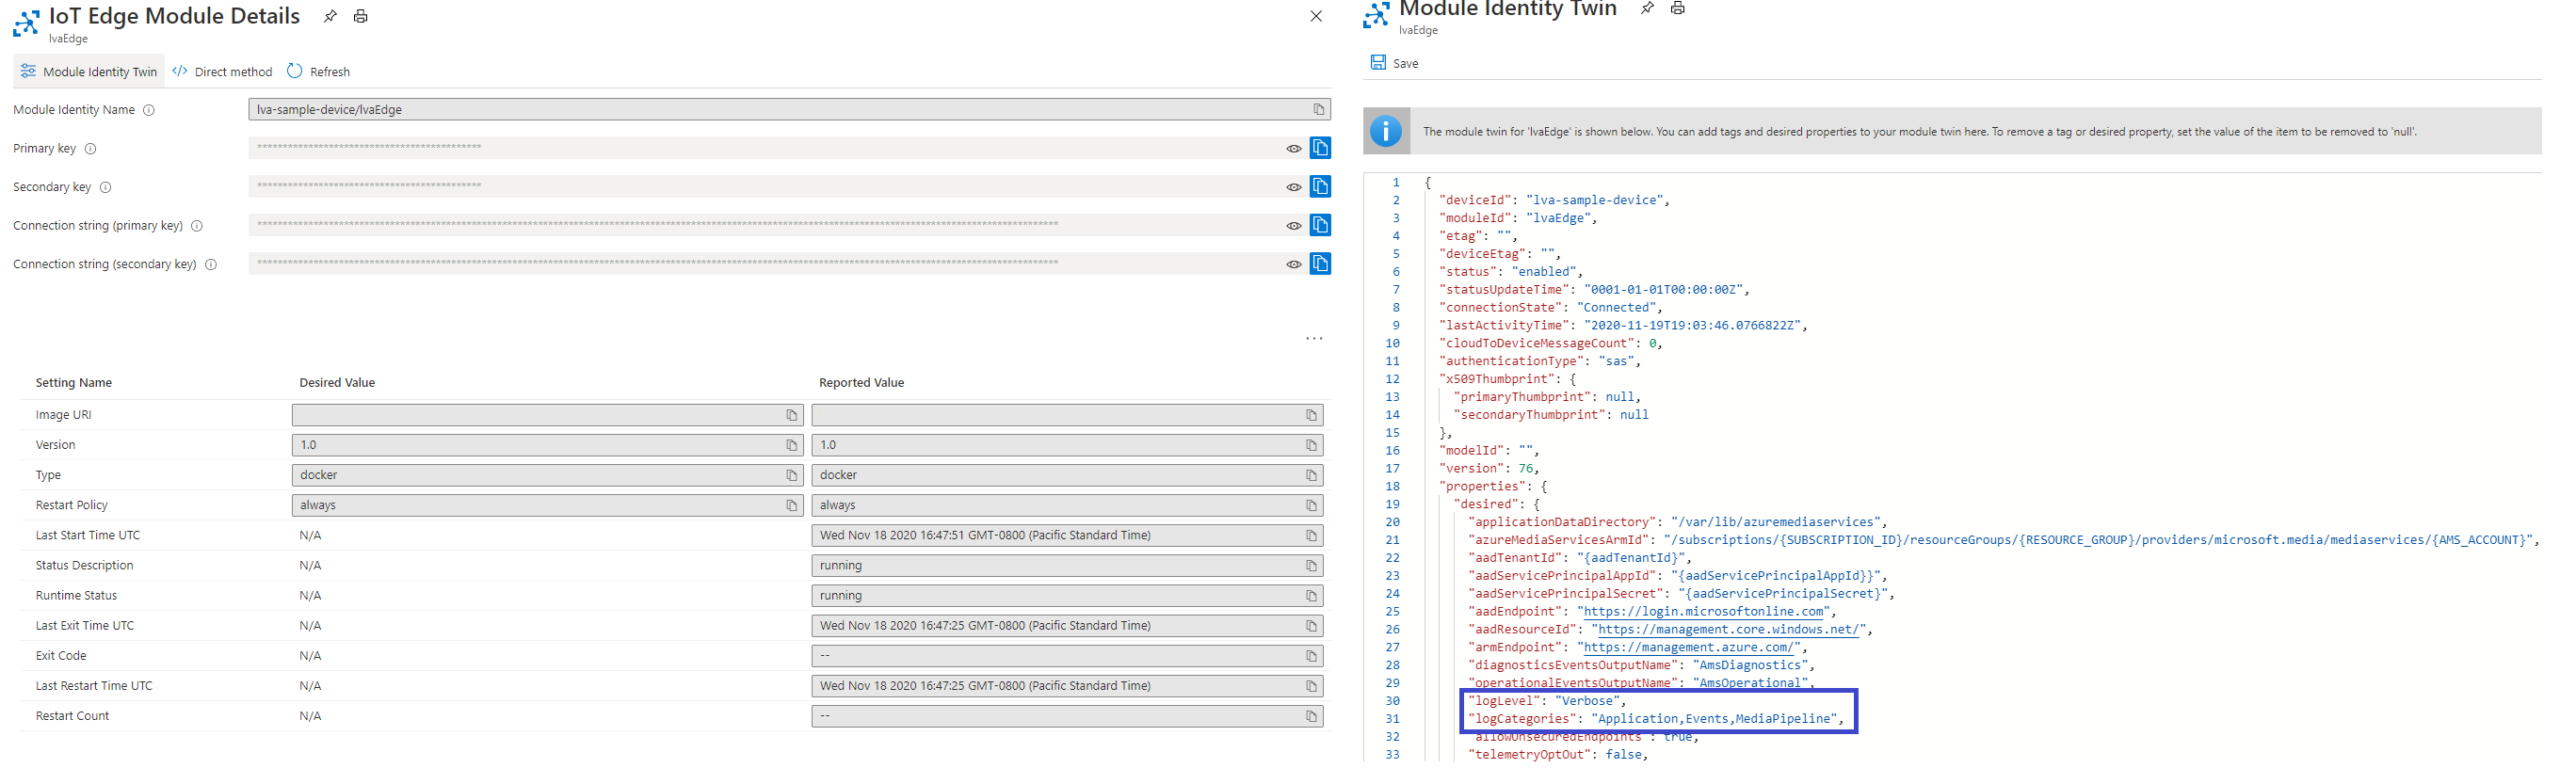 IoT Edge Module Details
lvaEdge
Module Identity Twin
Direct method
Refresh
Module Identity Name
lva-sample-device/lvaEdge
Primary key
********************************************
Secondary key
********************************************
Connection string (primary key)
Connection string (secondary key)
...
Setting Name Desired Value Reported Value
Image URI
Version 1.0 1.0
Type docker docker
Restart Policy always always
Last Start Time UTC N/A Wed Nov 18 2020 16:47:51 GMT-0800 (Pacific Standard Time)
Status Description N/A running
Runtime Status N/A running
Last Exit Time UTC N/A Wed Nov 18 2020 16:47:25 GMT-0800 (Pacific Standard Time)
Exit Code N/A --
Last Restart Time UTC N/A Wed Nov 18 2020 16:47:25 GMT-0800 (Pacific Standard Time)
Restart Count N/A --
Module Identity Twin
lvaEdge
Save
The module twin for 'lvaEdge' is shown below. You can add tags and desired properties to your module twin here. To remove a tag or desired property, set the value of the item to be removed to 'null'.
1 {
2 "deviceId": "lva-sample-device",
3 "moduleId": "lvaEdge",
4 "etag": "",
5 "deviceEtag": "",
6 "status": "enabled",
7 "statusUpdateTime": "0001-01-01T00:00:00Z",
8 "connectionState": "Connected",
9 "lastActivityTime": "2020-11-19T19:03:46.0766822Z",
10 "cloudToDeviceMessageCount": 0,
11 "authenticationType": "sas",
12 "x509Thumbprint": {
13 "primaryThumbprint": null,
14 "secondaryThumbprint": null
15 },
16 "modelId": "",
17 "version": 76,
18 "properties": {
19 "desired": {
20 "applicationDataDirectory": "/var/lib/azuremediaservices",
21 "azureMediaServicesArmId": "/subscriptions/{SUBSCRIPTION_ID}/resourceGroups/{RESOURCE_GROUP}/providers/microsoft.media/mediaservices/{AMS_ACCOUNT}",
22 "aadTenantId": "{aadTenantId}",
23 "aadServicePrincipalAppId": "{aadServicePrincipalAppId}}",
24 "aadServicePrincipalSecret": "{aadServicePrincipalSecret}",
25 "aadEndpoint": "https://login.microsoftonline.com",
26 "aadResourceId": "https://management.core.windows.net/",
27 "armEndpoint": "https://management.azure.com/",
28 "diagnosticsEventsOutputName": "AmsDiagnostics",
29 "operationalEventsOutputName": "AmsOperational",
30 "logLevel": "Verbose",
31 "logCategories": "Application,Events,MediaPipeline",
32 "allowUnsecuredEndpoints": true,
33 "telemetryOptOut": false,